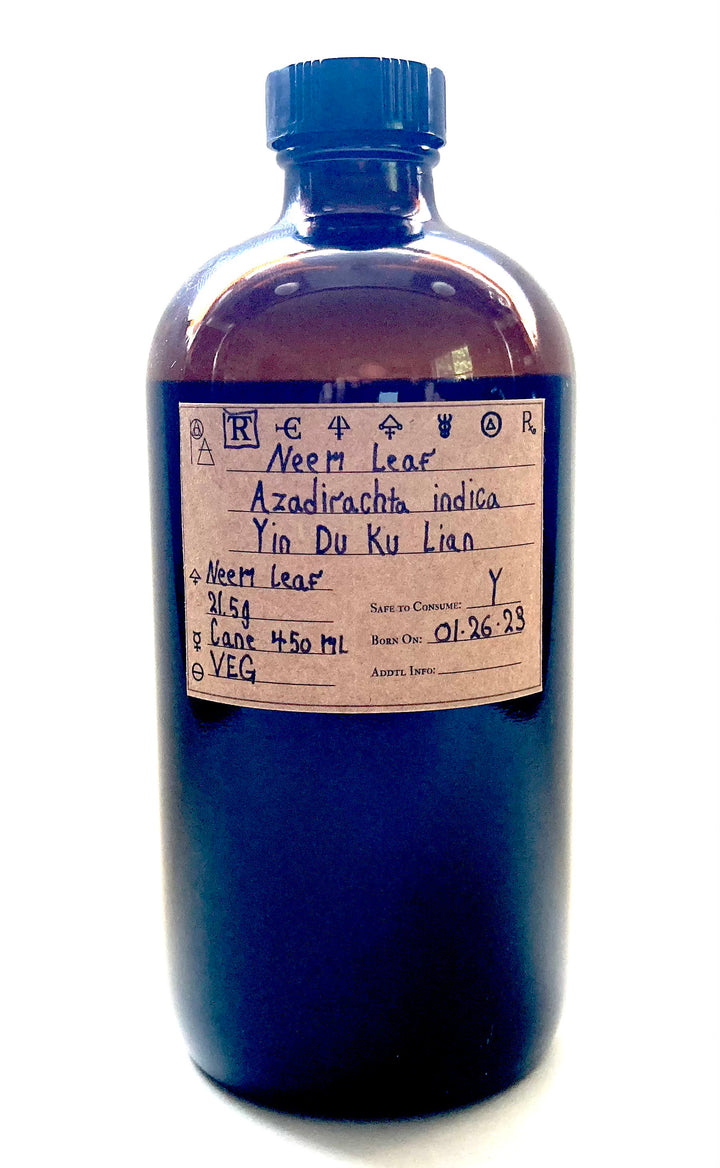 R ℞
Neem Leaf
Azadirachta indica
Yin Du Ku Lian
Neem Leaf
21.5g
Cane 450 ML
VEG
SAFE TO CONSUME: Y
BORN ON: 01.26.23
ADDTL INFO: